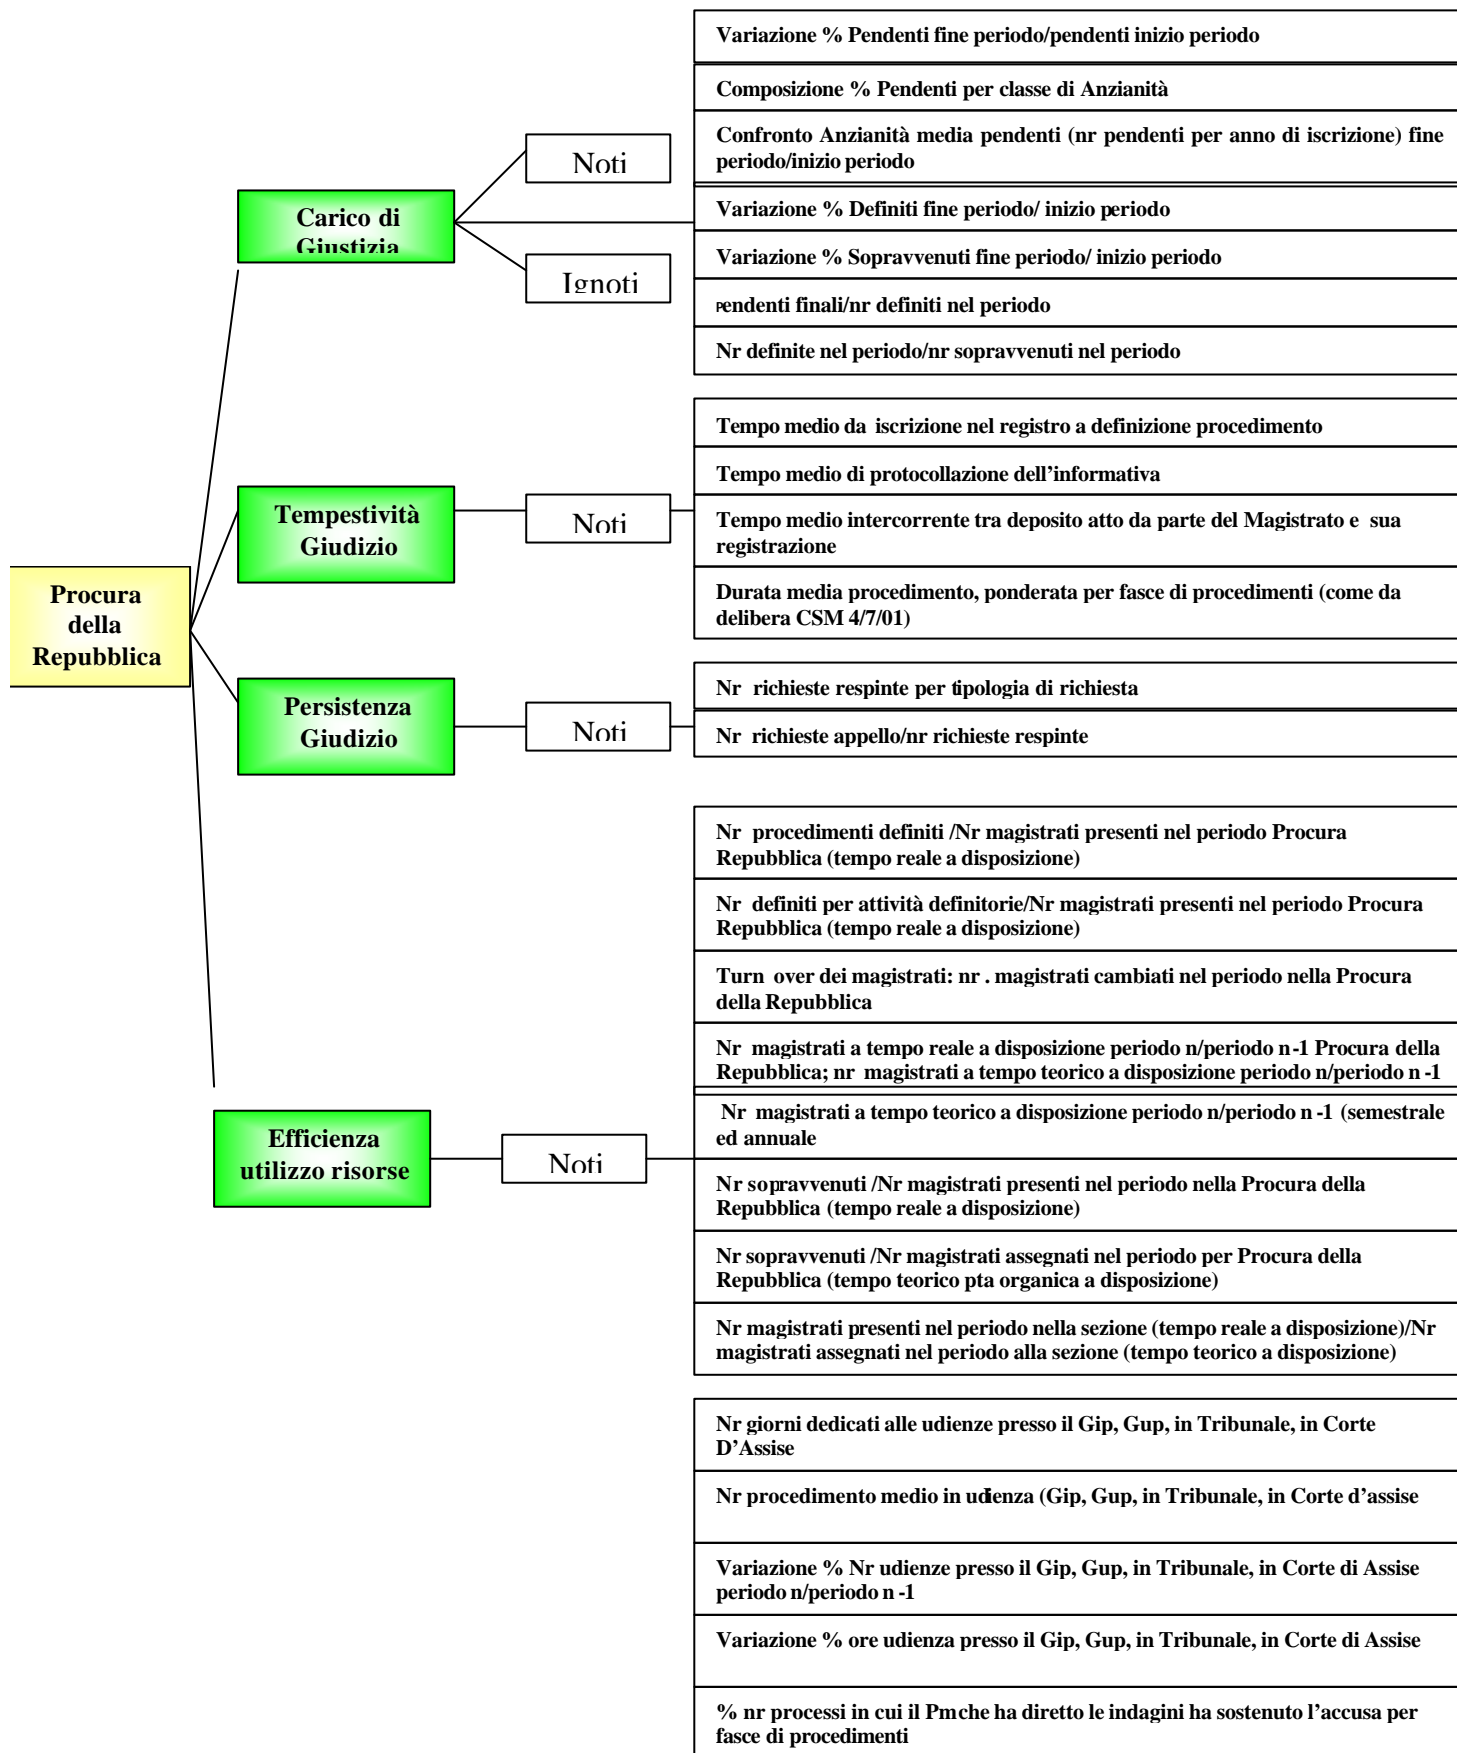 Procura
della
Repubblica
Carico di
Giustizia
Noti
Ignoti
Variazione % Pendenti fine periodo/pendenti inizio periodo
Composizione % Pendenti per classe di Anzianità
Confronto Anzianità media pendenti (nr pendenti per anno di iscrizione) fine
periodo/inizio periodo
Variazione % Definiti fine periodo/ inizio periodo
Variazione % Sopravvenuti fine periodo/ inizio periodo
Pendenti finali/nr definiti nel periodo
Nr definite nel periodo/nr sopravvenuti nel periodo
Tempestività
Giudizio
Noti
Tempo medio da iscrizione nel registro a definizione procedimento
Tempo medio di protocollazione dell'informativa
Tempo medio intercorrente tra deposito atto da parte del Magistrato e sua
registrazione
Durata media procedimento, ponderata per fasce di procedimenti (come da
delibera CSM 4/7/01)
Persistenza
Giudizio
Noti
Nr richieste respinte per tipologia di richiesta
Nr richieste appello/nr richieste respinte
Efficienza
utilizzo risorse
Noti
Nr procedimenti definiti /Nr magistrati presenti nel periodo Procura
Repubblica (tempo reale a disposizione)
Nr definiti per attività definitorie/Nr magistrati presenti nel periodo Procura
Repubblica (tempo reale a disposizione)
Turn over dei magistrati: nr . magistrati cambiati nel periodo nella Procura
della Repubblica
Nr magistrati a tempo reale a disposizione periodo n/periodo n-1 Procura della
Repubblica; nr magistrati a tempo teorico a disposizione periodo n/periodo n -1
Nr magistrati a tempo teorico a disposizione periodo n/periodo n -1 (semestrale
ed annuale
Nr sopravvenuti /Nr magistrati presenti nel periodo nella Procura della
Repubblica (tempo reale a disposizione)
Nr sopravvenuti /Nr magistrati assegnati nel periodo per Procura della
Repubblica (tempo teorico pta organica a disposizione)
Nr magistrati presenti nel periodo nella sezione (tempo reale a disposizione)/Nr
magistrati assegnati nel periodo alla sezione (tempo teorico a disposizione)
Nr giorni dedicati alle udienze presso il Gip, Gup, in Tribunale, in Corte
D'Assise
Nr procedimento medio in udienza (Gip, Gup, in Tribunale, in Corte d'assise
Variazione % Nr udienze presso il Gip, Gup, in Tribunale, in Corte di Assise
periodo n/periodo n -1
Variazione % ore udienza presso il Gip, Gup, in Tribunale, in Corte di Assise
% nr processi in cui il Pm che ha diretto le indagini ha sostenuto l'accusa per
fasce di procedimenti